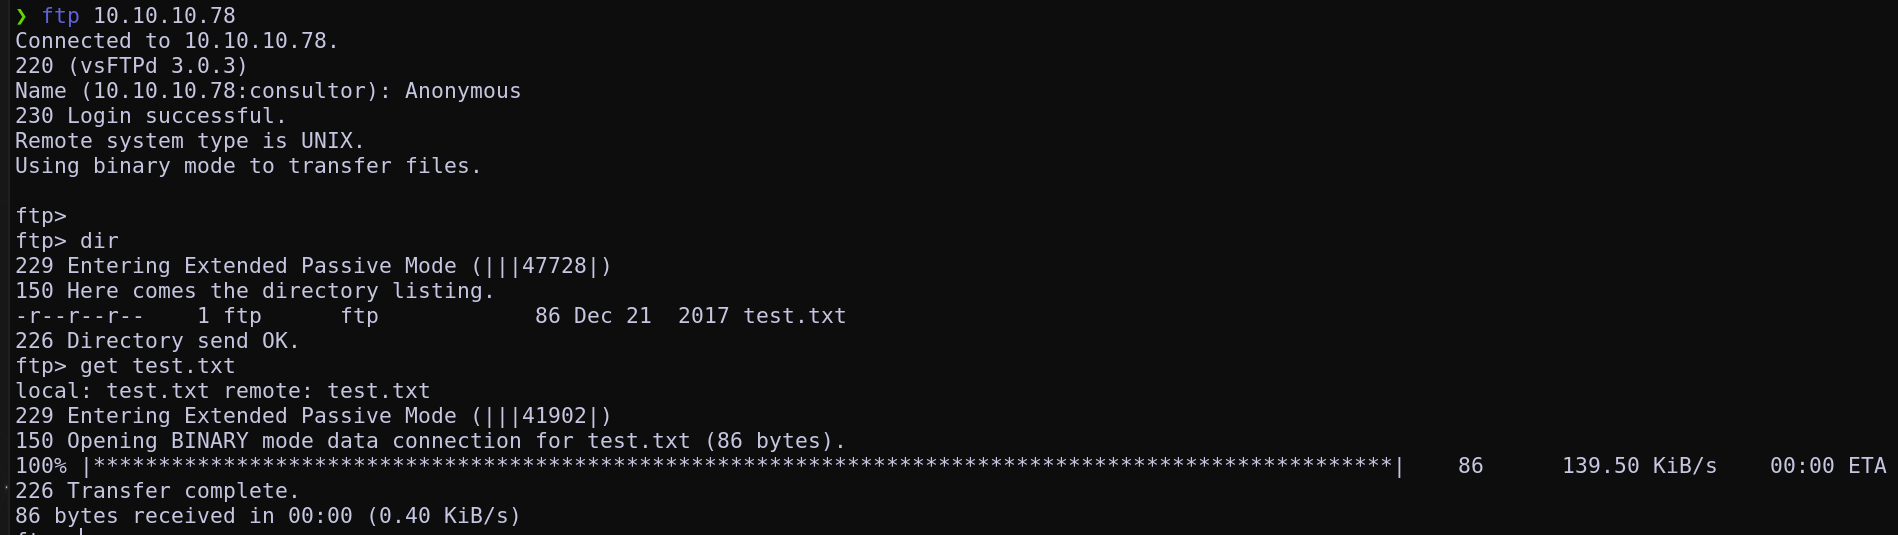 ❯ ftp 10.10.10.78
Connected to 10.10.10.78.
220 (vsFTPd 3.0.3)
Name (10.10.10.78:consultor): Anonymous
230 Login successful.
Remote system type is UNIX.
Using binary mode to transfer files.
ftp>
ftp> dir
229 Entering Extended Passive Mode (|||47728|)
150 Here comes the directory listing.
-r--r--r--    1 ftp      ftp            86 Dec 21  2017 test.txt
226 Directory send OK.
ftp> get test.txt
local: test.txt remote: test.txt
229 Entering Extended Passive Mode (|||41902|)
150 Opening BINARY mode data connection for test.txt (86 bytes).
100% |****************************************************************************************************|    86      139.50 KiB/s    00:00 ETA
226 Transfer complete.
86 bytes received in 00:00 (0.40 KiB/s)